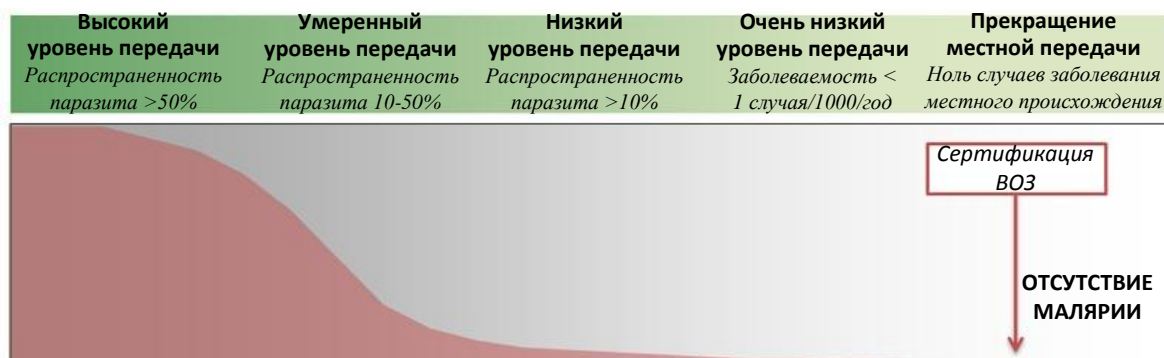 Высокий
уровень передачи
Распространенность
паразита >50%
Умеренный
уровень передачи
Распространенность
паразита 10-50%
Низкий
уровень передачи
Распространенность
паразита >10%
Очень низкий
уровень передачи
Заболеваемость <
1 случая/1000/год
Прекращение
местной передачи
Ноль случаев заболевания
местного происхождения
Сертификация
ВОЗ
ОТСУТСТВИЕ
МАЛЯРИИ